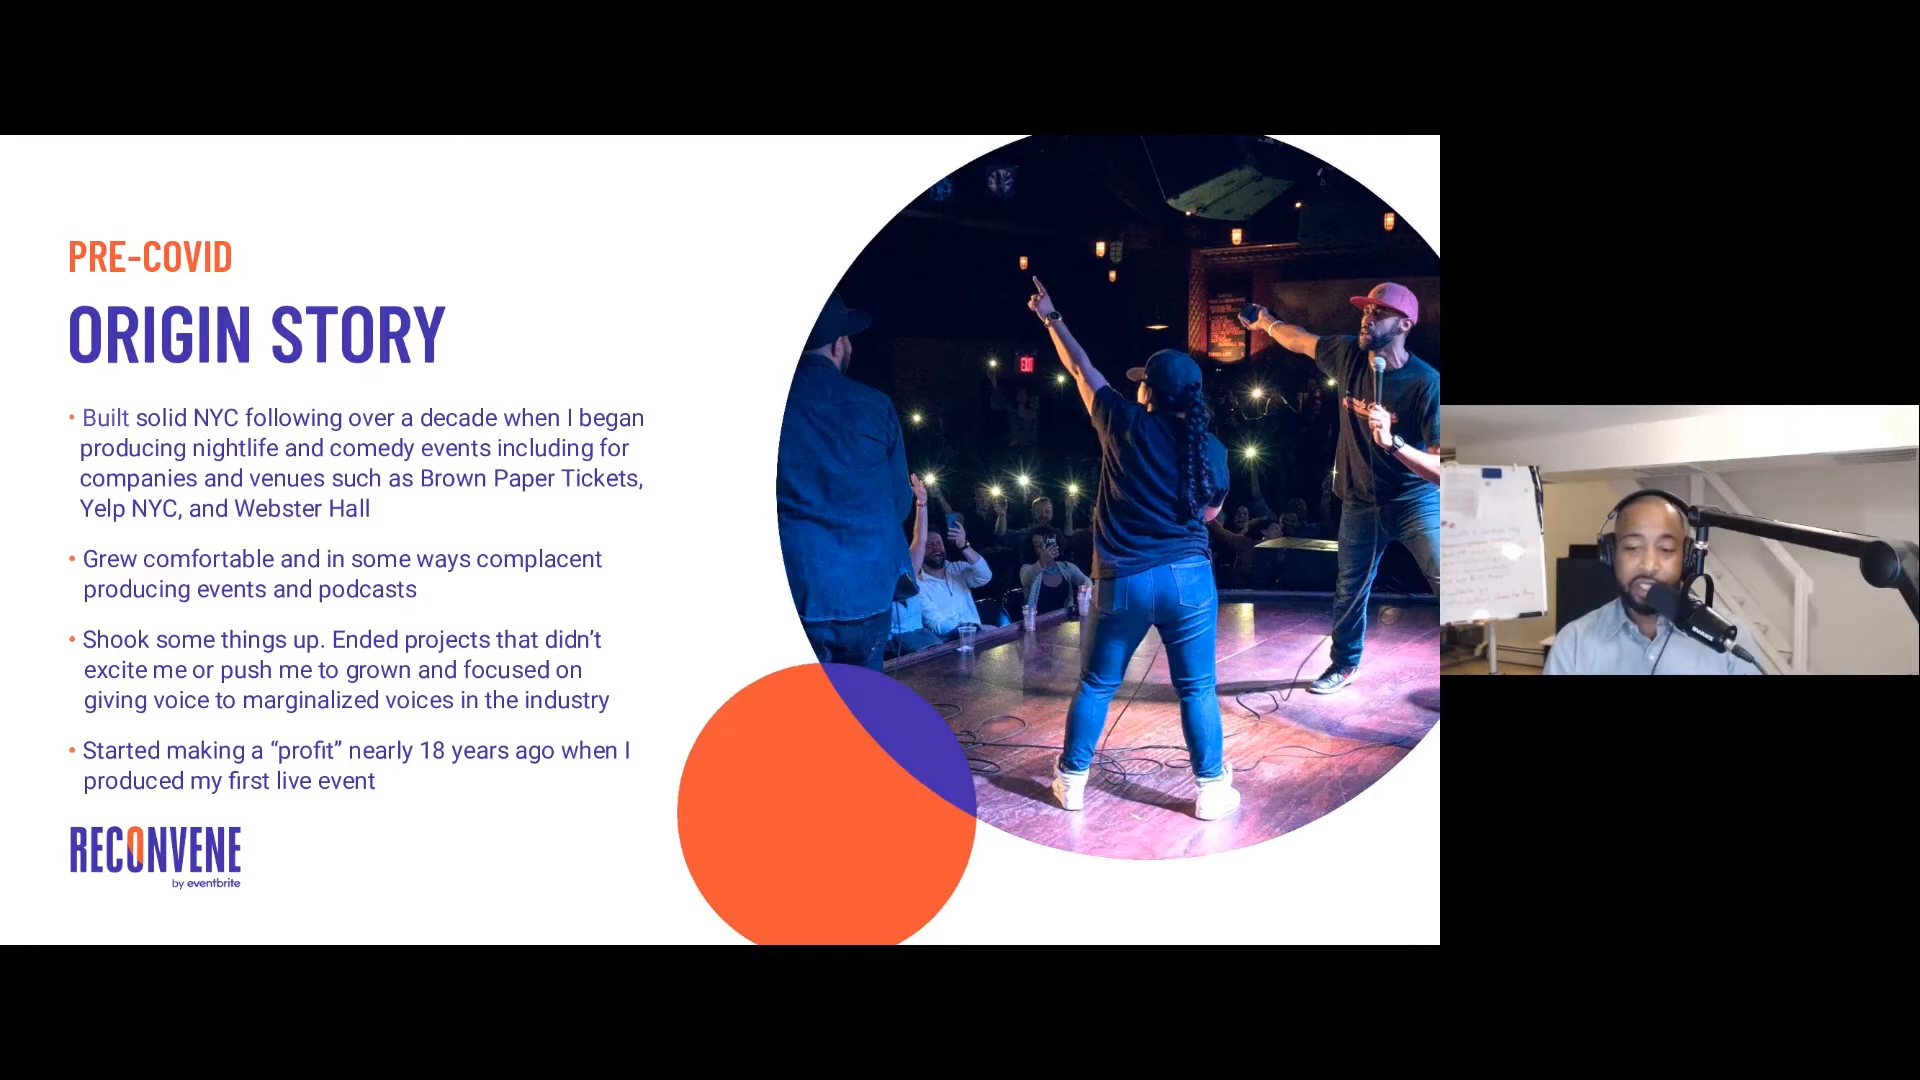 PRE-COVID
ORIGIN STORY
• Built solid NYC following over a decade when I began
producing nightlife and comedy events including for
companies and venues such as Brown Paper Tickets,
Yelp NYC, and Webster Hall
• Grew comfortable and in some ways complacent
producing events and podcasts
• Shook some things up. Ended projects that didn’t
excite me or push me to grown and focused on
giving voice to marginalized voices in the industry
• Started making a “profit” nearly 18 years ago when I
produced my first live event
RECONVENE
by eventbrite
EXIT